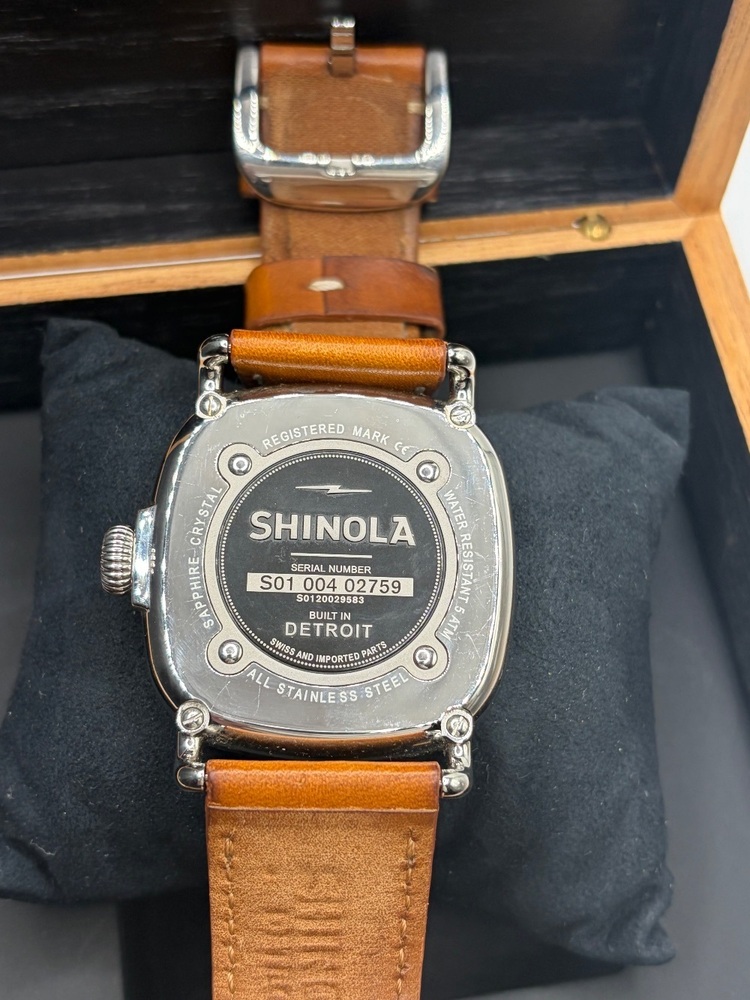 REGISTERED MARK CE
SAPPHIRE CRYSTAL
WATER RESISTANT 5 ATM
SHINOLA
SERIAL NUMBER
S01 004 02759
S0120029583
BUILT IN
DETROIT
SWISS AND IMPORTED PARTS
ALL STAINLESS STEEL